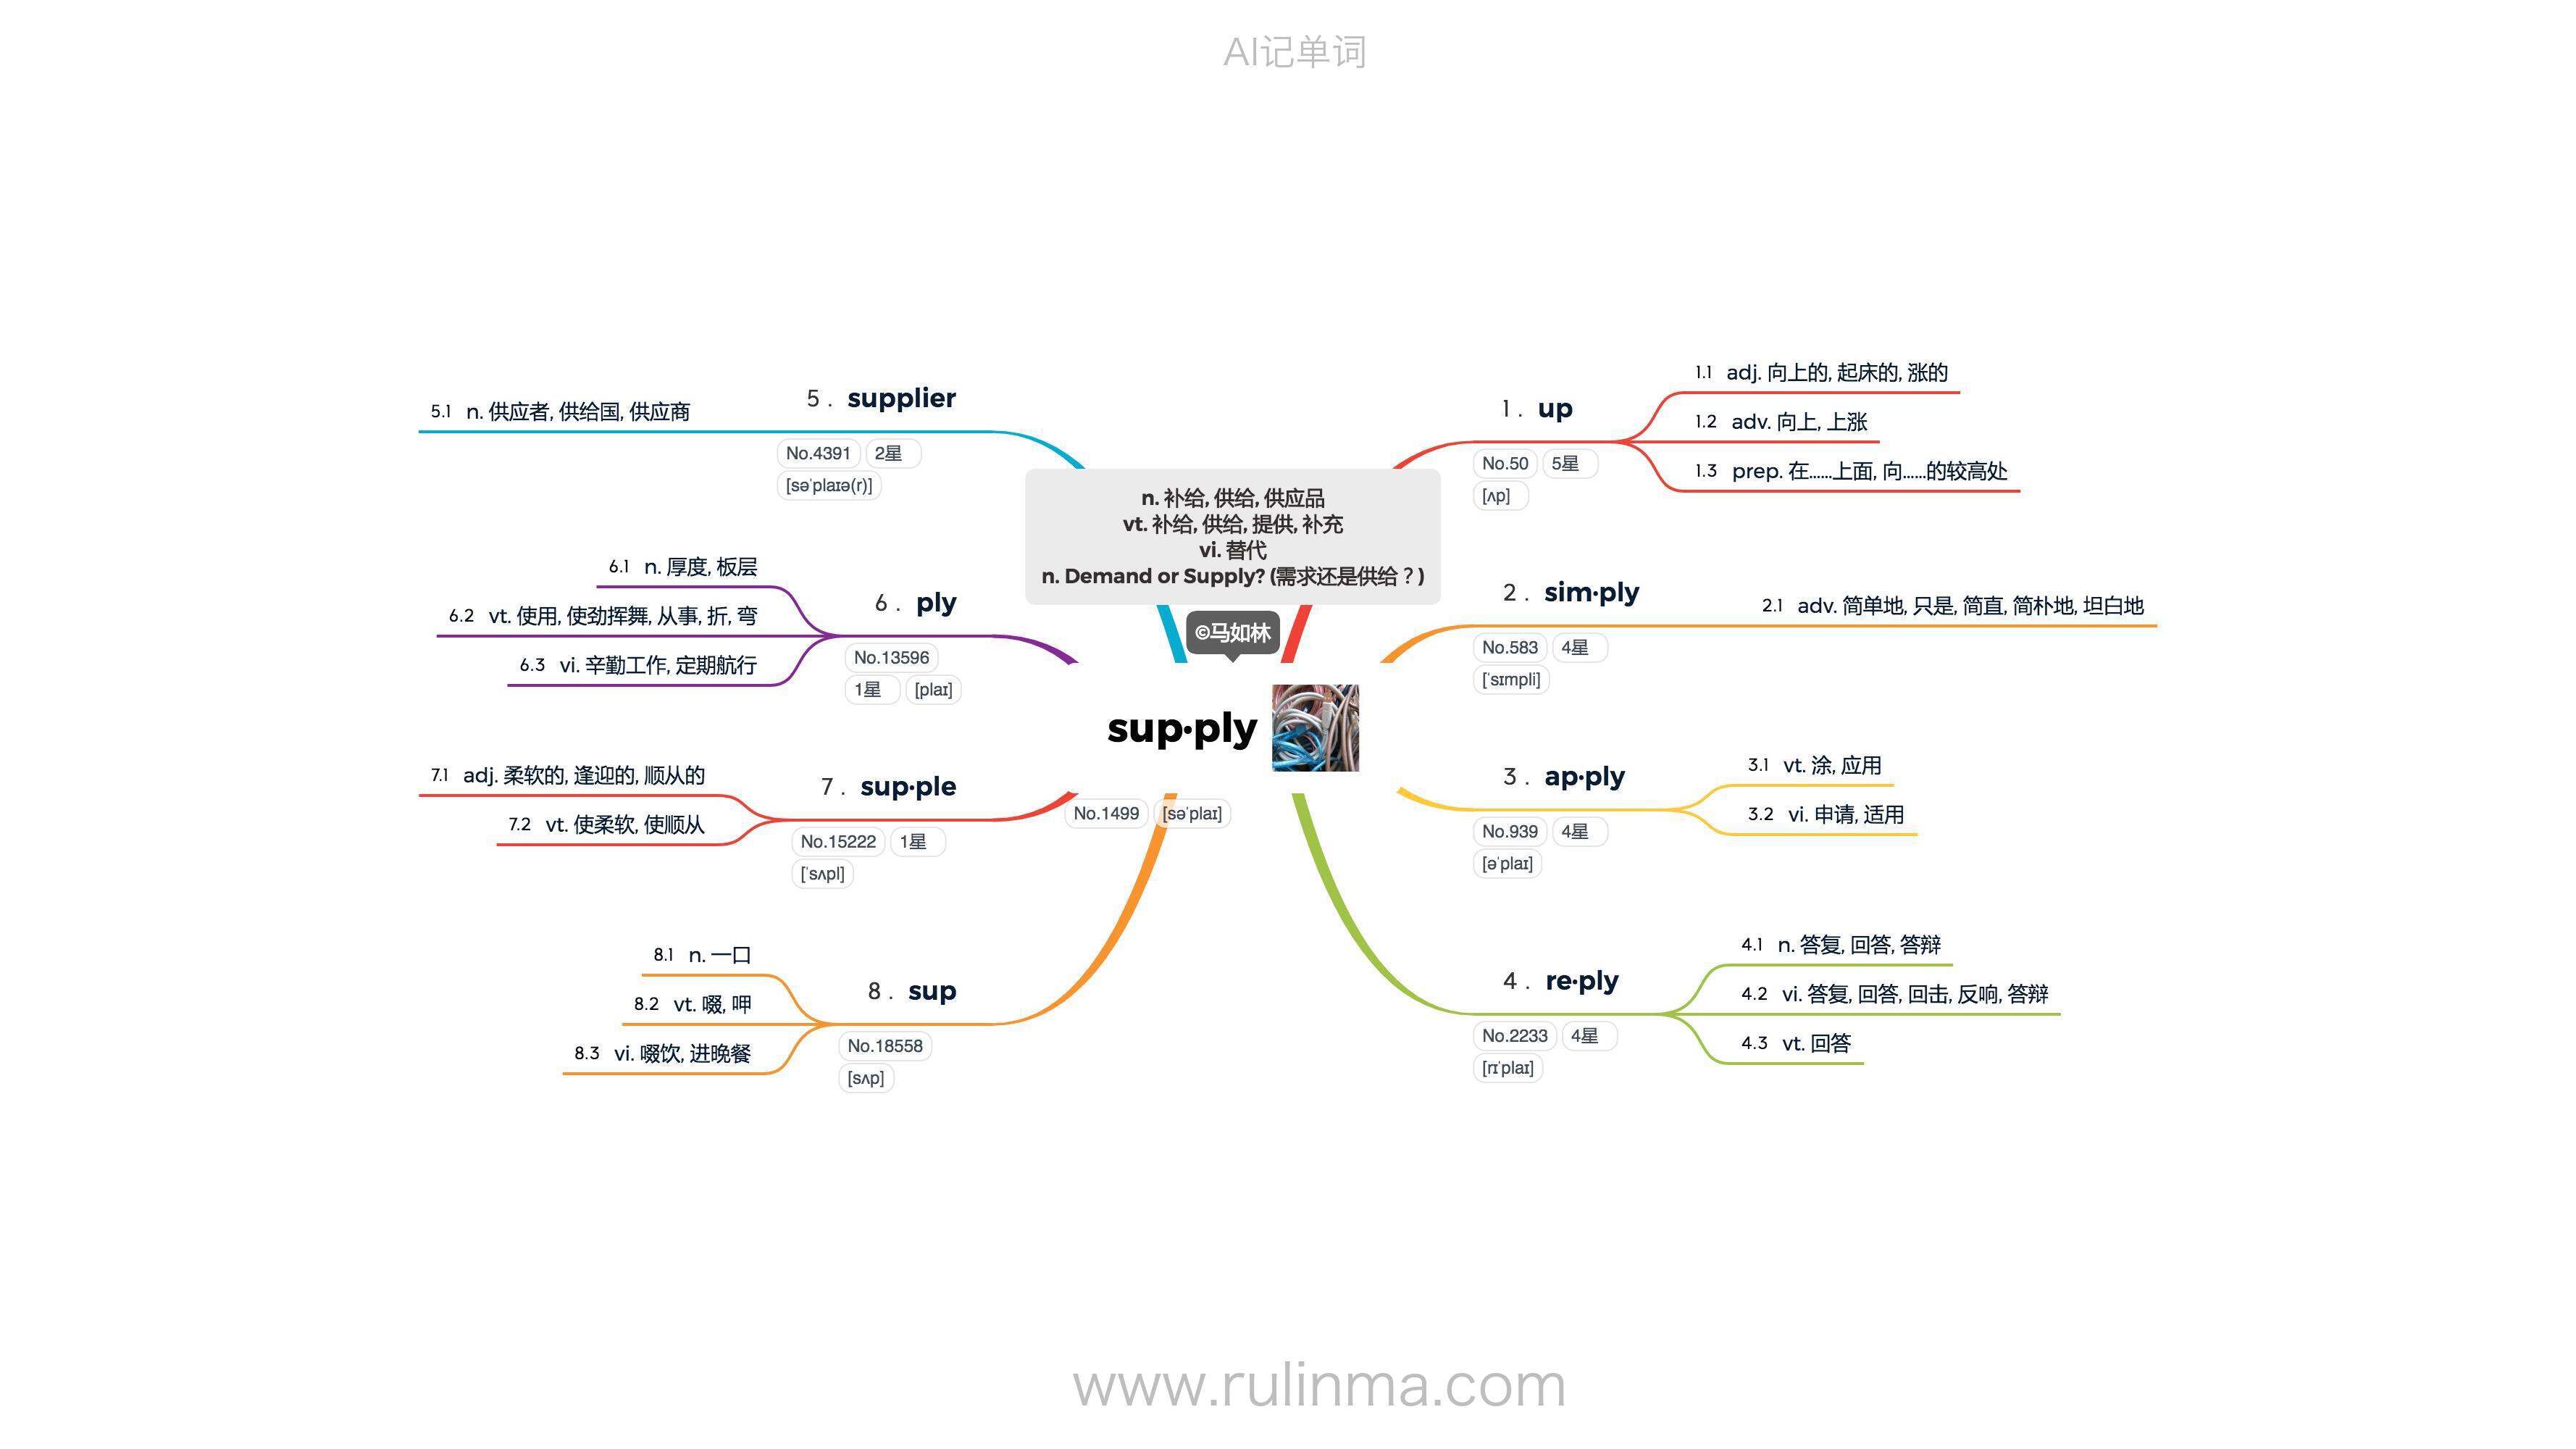 AI记单词
n. 补给, 供给, 供应品
vt. 补给, 供给, 提供, 补充
vi. 替代
n. Demand or Supply? (需求还是供给？)
©马如林
sup·ply
No.1499 [səˈplaɪ]
1. up
No.50 5星
[ʌp]
1.1 adj. 向上的, 起床的, 涨的
1.2 adv. 向上, 上涨
1.3 prep. 在……上面, 向……的较高处
2. sim·ply
No.583 4星
[ˈsɪmpli]
2.1 adv. 简单地, 只是, 简直, 简朴地, 坦白地
3. ap·ply
No.939 4星
[əˈplaɪ]
3.1 vt. 涂, 应用
3.2 vi. 申请, 适用
4. re·ply
No.2233 4星
[rɪˈplaɪ]
4.1 n. 答复, 回答, 答辩
4.2 vi. 答复, 回答, 回击, 反响, 答辩
4.3 vt. 回答
5. supplier
No.4391 2星
[səˈplaɪə(r)]
5.1 n. 供应者, 供给国, 供应商
6. ply
No.13596
1星 [plaɪ]
6.1 n. 厚度, 板层
6.2 vt. 使用, 使劲挥舞, 从事, 折, 弯
6.3 vi. 辛勤工作, 定期航行
7. sup·ple
No.15222 1星
[ˈsʌpl]
7.1 adj. 柔软的, 逢迎的, 顺从的
7.2 vt. 使柔软, 使顺从
8. sup
No.18558
[sʌp]
8.1 n. 一口
8.2 vt. 啜, 呷
8.3 vi. 啜饮, 进晚餐
www.rulinma.com